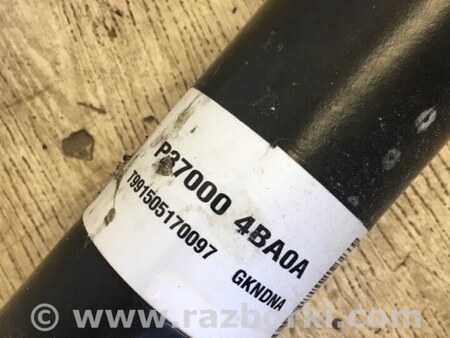 P37000 4BA0A
T991505170097 GKNDNA
© www.razborki.com